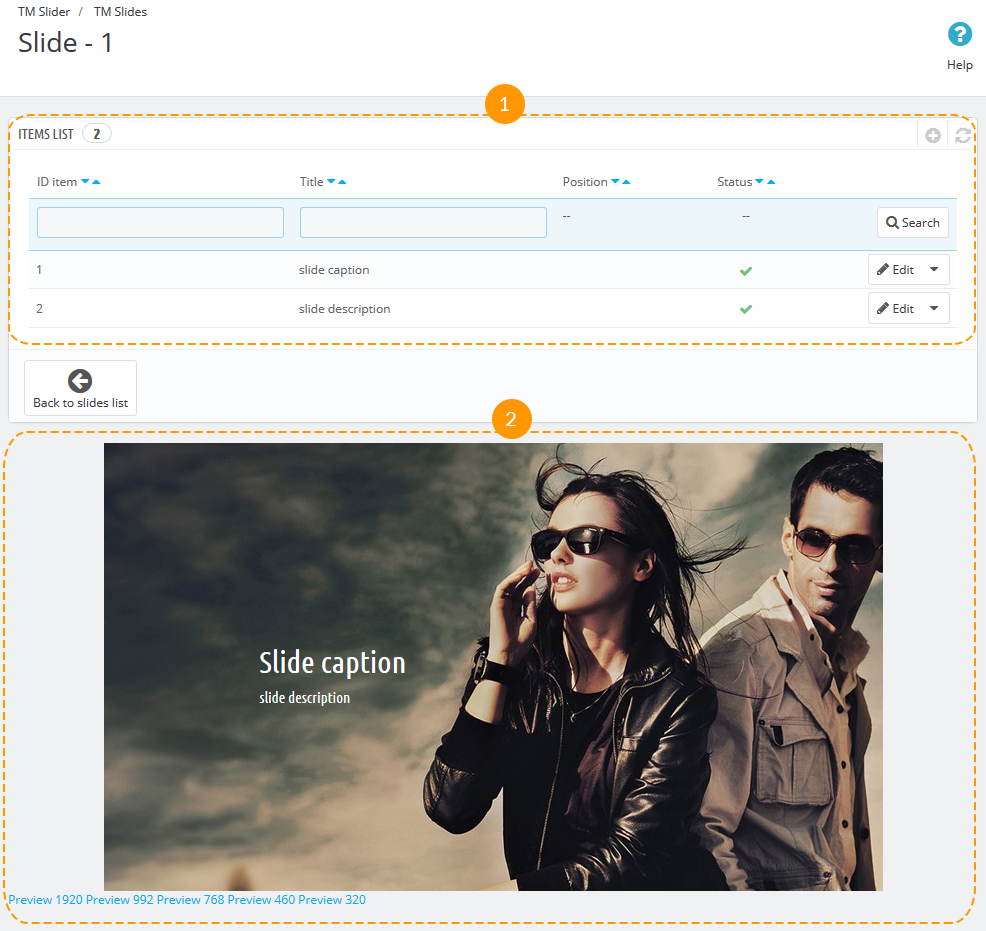 TM Slider / TM Slides
Slide - 1
Help
1
ITEMS LIST 2
ID item Title Position Status
-- --
Search
1 slide caption Edit
2 slide description Edit
Back to slides list
2
Slide caption
slide description
Preview 1920 Preview 992 Preview 768 Preview 460 Preview 320